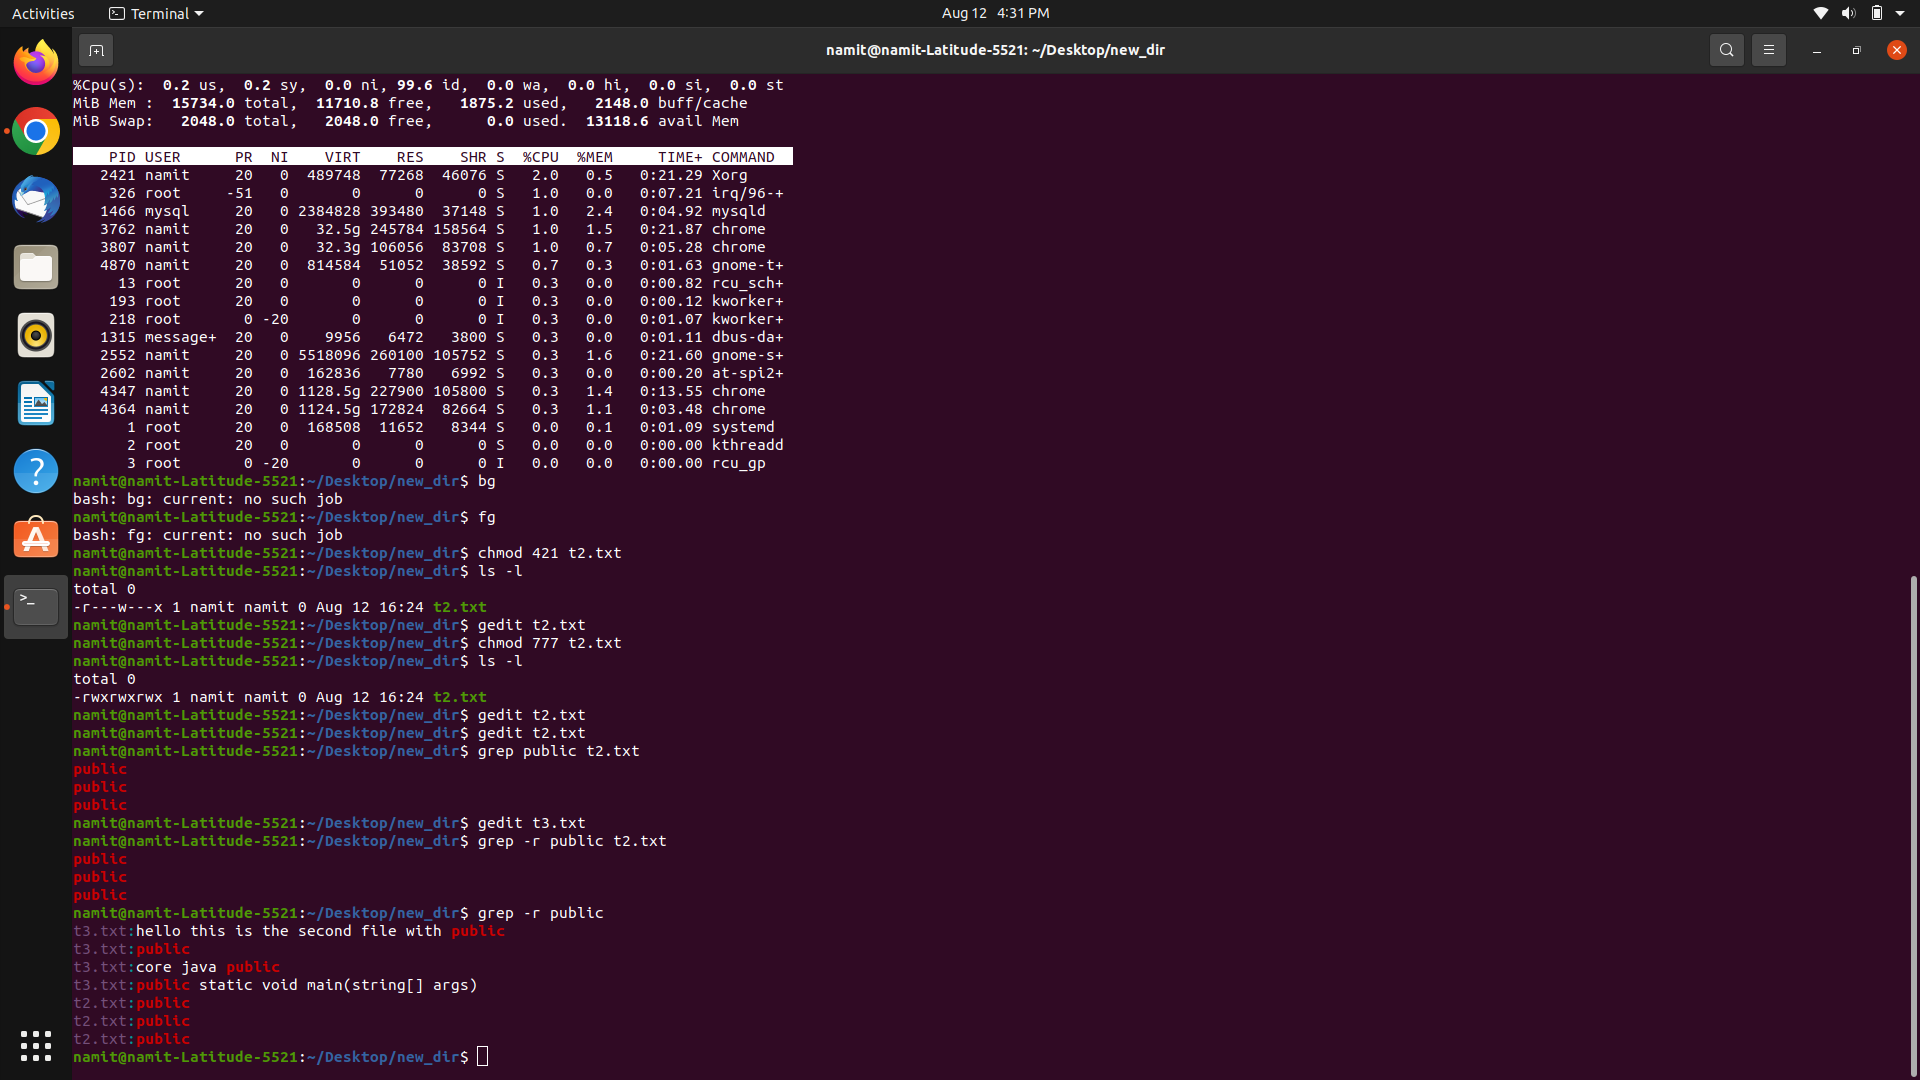 Activities Terminal Aug 12 4:31 PM
namit@namit-Latitude-5521: ~/Desktop/new_dir
%Cpu(s):  0.2 us,  0.2 sy,  0.0 ni, 99.6 id,  0.0 wa,  0.0 hi,  0.0 si,  0.0 st
MiB Mem :  15734.0 total,  11710.8 free,   1875.2 used,   2148.0 buff/cache
MiB Swap:   2048.0 total,   2048.0 free,      0.0 used.  13118.6 avail Mem
    PID USER      PR  NI    VIRT    RES    SHR S  %CPU  %MEM     TIME+ COMMAND
   2421 namit     20   0  489748  77268  46076 S   2.0   0.5   0:21.29 Xorg
    326 root     -51   0       0      0      0 S   1.0   0.0   0:07.21 irq/96-+
   1466 mysql     20   0 2384828 393480  37148 S   1.0   2.4   0:04.92 mysqld
   3762 namit     20   0   32.5g 245784 158564 S   1.0   1.5   0:21.87 chrome
   3807 namit     20   0   32.3g 106056  83708 S   1.0   0.7   0:05.28 chrome
   4870 namit     20   0  814584  51052  38592 S   0.7   0.3   0:01.63 gnome-t+
     13 root      20   0       0      0      0 I   0.3   0.0   0:00.82 rcu_sch+
    193 root      20   0       0      0      0 I   0.3   0.0   0:00.12 kworker+
    218 root       0 -20       0      0      0 I   0.3   0.0   0:01.07 kworker+
   1315 message+  20   0    9956   6472   3800 S   0.3   0.0   0:01.11 dbus-da+
   2552 namit     20   0 5518096 260100 105752 S   0.3   1.6   0:21.60 gnome-s+
   2602 namit     20   0  162836   7780   6992 S   0.3   0.0   0:00.20 at-spi2+
   4347 namit     20   0 1128.5g 227900 105800 S   0.3   1.4   0:13.55 chrome
   4364 namit     20   0 1124.5g 172824  82664 S   0.3   1.1   0:03.48 chrome
      1 root      20   0  168508  11652   8344 S   0.0   0.1   0:01.09 systemd
      2 root      20   0       0      0      0 S   0.0   0.0   0:00.00 kthreadd
      3 root       0 -20       0      0      0 I   0.0   0.0   0:00.00 rcu_gp
namit@namit-Latitude-5521:~/Desktop/new_dir$ bg
bash: bg: current: no such job
namit@namit-Latitude-5521:~/Desktop/new_dir$ fg
bash: fg: current: no such job
namit@namit-Latitude-5521:~/Desktop/new_dir$ chmod 421 t2.txt
namit@namit-Latitude-5521:~/Desktop/new_dir$ ls -l
total 0
-r---w---x 1 namit namit 0 Aug 12 16:24 t2.txt
namit@namit-Latitude-5521:~/Desktop/new_dir$ gedit t2.txt
namit@namit-Latitude-5521:~/Desktop/new_dir$ chmod 777 t2.txt
namit@namit-Latitude-5521:~/Desktop/new_dir$ ls -l
total 0
-rwxrwxrwx 1 namit namit 0 Aug 12 16:24 t2.txt
namit@namit-Latitude-5521:~/Desktop/new_dir$ gedit t2.txt
namit@namit-Latitude-5521:~/Desktop/new_dir$ gedit t2.txt
namit@namit-Latitude-5521:~/Desktop/new_dir$ grep public t2.txt
public
public
public
namit@namit-Latitude-5521:~/Desktop/new_dir$ gedit t3.txt
namit@namit-Latitude-5521:~/Desktop/new_dir$ grep -r public t2.txt
public
public
public
namit@namit-Latitude-5521:~/Desktop/new_dir$ grep -r public
t3.txt:hello this is the second file with public
t3.txt:public
t3.txt:core java public
t3.txt:public static void main(string[] args)
t2.txt:public
t2.txt:public
t2.txt:public
namit@namit-Latitude-5521:~/Desktop/new_dir$